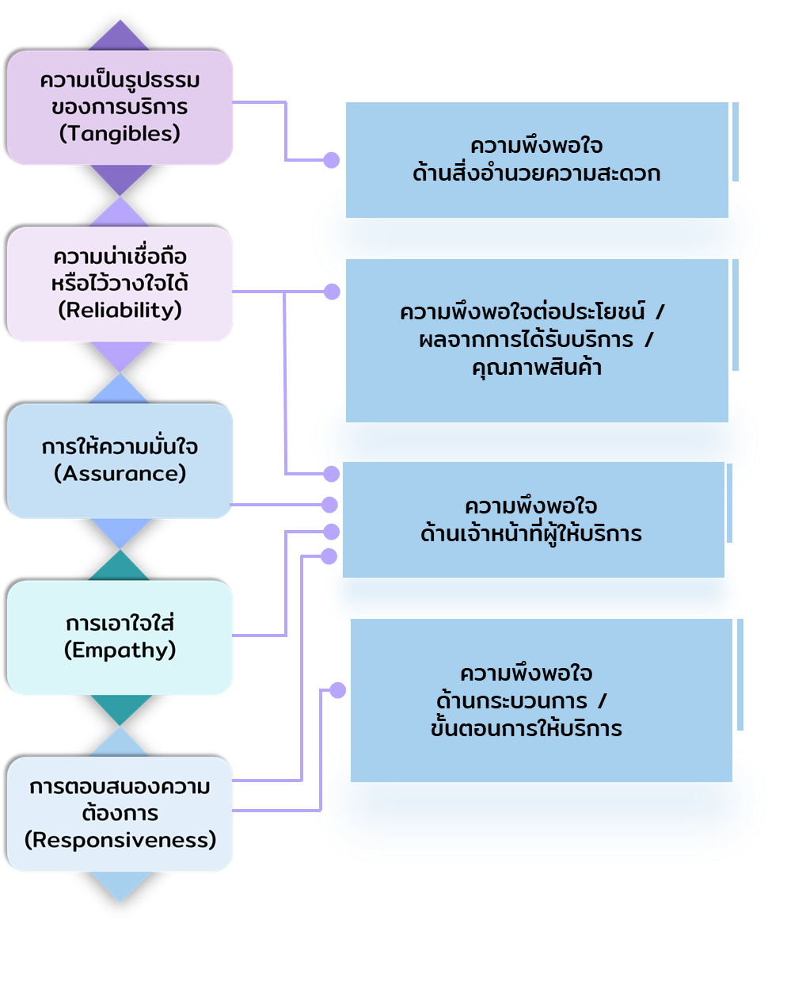 ความเป็นรูปธรรม
ของการบริการ
(Tangibles)
ความพึงพอใจ
ด้านสิ่งอำนวยความสะดวก
ความน่าเชื่อถือ
หรือไว้วางใจได้
(Reliability)
ความพึงพอใจต่อประโยชน์ /
ผลจากการได้รับบริการ /
คุณภาพสินค้า
การให้ความมั่นใจ
(Assurance)
ความพึงพอใจ
ด้านเจ้าหน้าที่ผู้ให้บริการ
การเอาใจใส่
(Empathy)
ความพึงพอใจ
ด้านกระบวนการ /
ขั้นตอนการให้บริการ
การตอบสนองความ
ต้องการ
(Responsiveness)